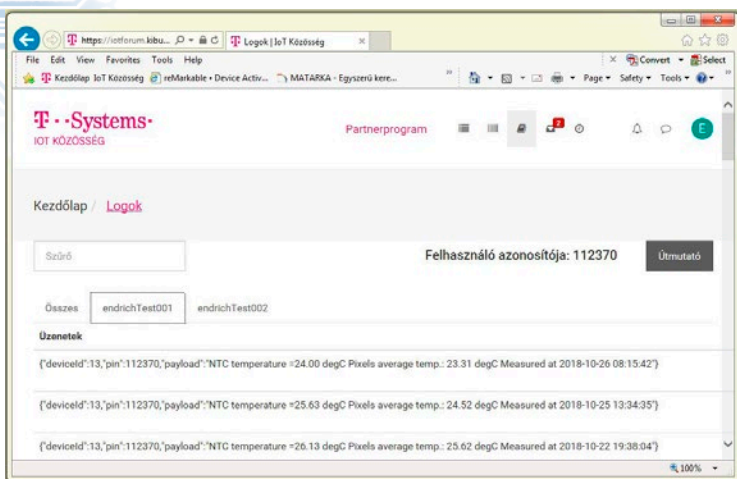 https://iotforum.kibu...
Logok | IoT Közösség
File Edit View Favorites Tools Help
Convert Select
Kezdőlap IoT Közösség reMarkable • Device Activ... MATARKA - Egyszerű kere...
Page Safety Tools
T • • Systems •
IOT KÖZÖSSÉG
Partnerprogram
2
E
Kezdőlap / Logok
Szűrő
Felhasználó azonosítója: 112370
Útmutató
Összes endrichTest001 endrichTest002
Üzenetek
{"deviceId":13,"pin":112370,"payload":"NTC temperature =24.00 degC Pixels average temp.: 23.31 degC Measured at 2018-10-26 08:15:42"}
{"deviceId":13,"pin":112370,"payload":"NTC temperature =25.63 degC Pixels average temp.: 24.52 degC Measured at 2018-10-25 13:34:35"}
{"deviceId":13,"pin":112370,"payload":"NTC temperature =26.13 degC Pixels average temp.: 25.62 degC Measured at 2018-10-22 19:38:04"}
100%